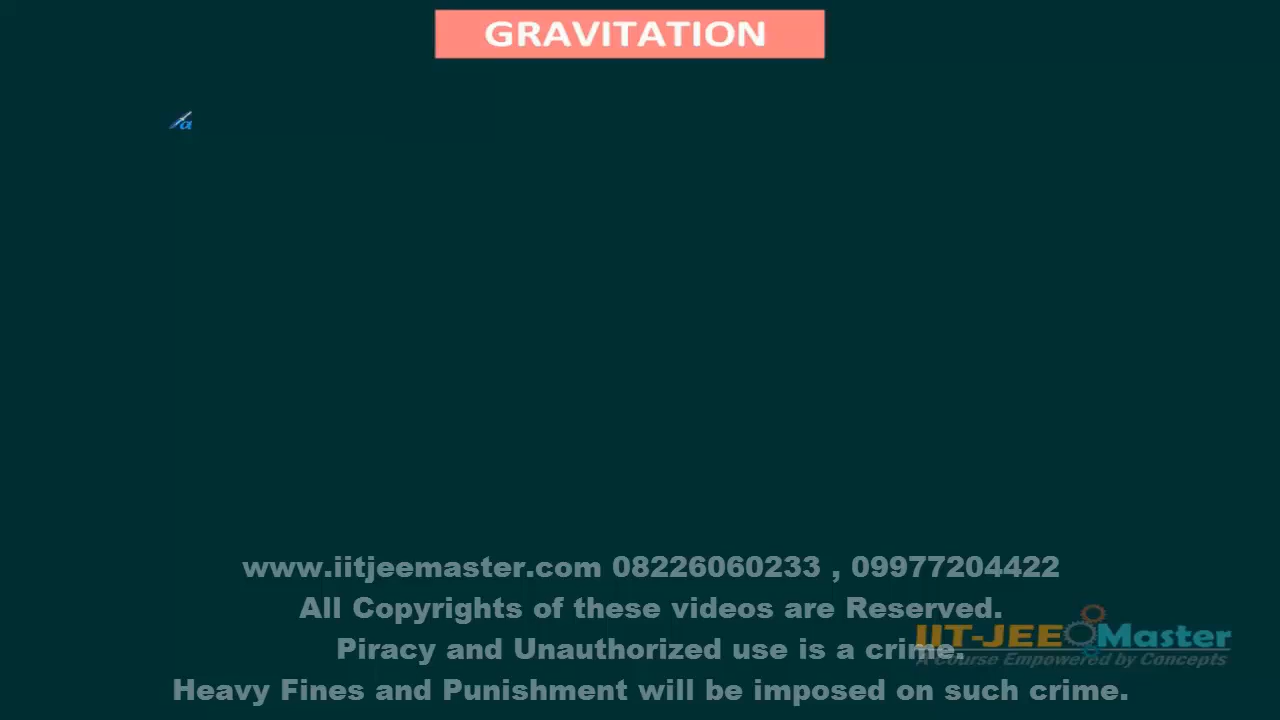 GRAVITATION
www.iitjeemaster.com 08226060233 , 09977204422
All Copyrights of these videos are Reserved.
IIT-JEE Master
Piracy and Unauthorized use is a crime.
A Course Empowered by Concepts
Heavy Fines and Punishment will be imposed on such crime.